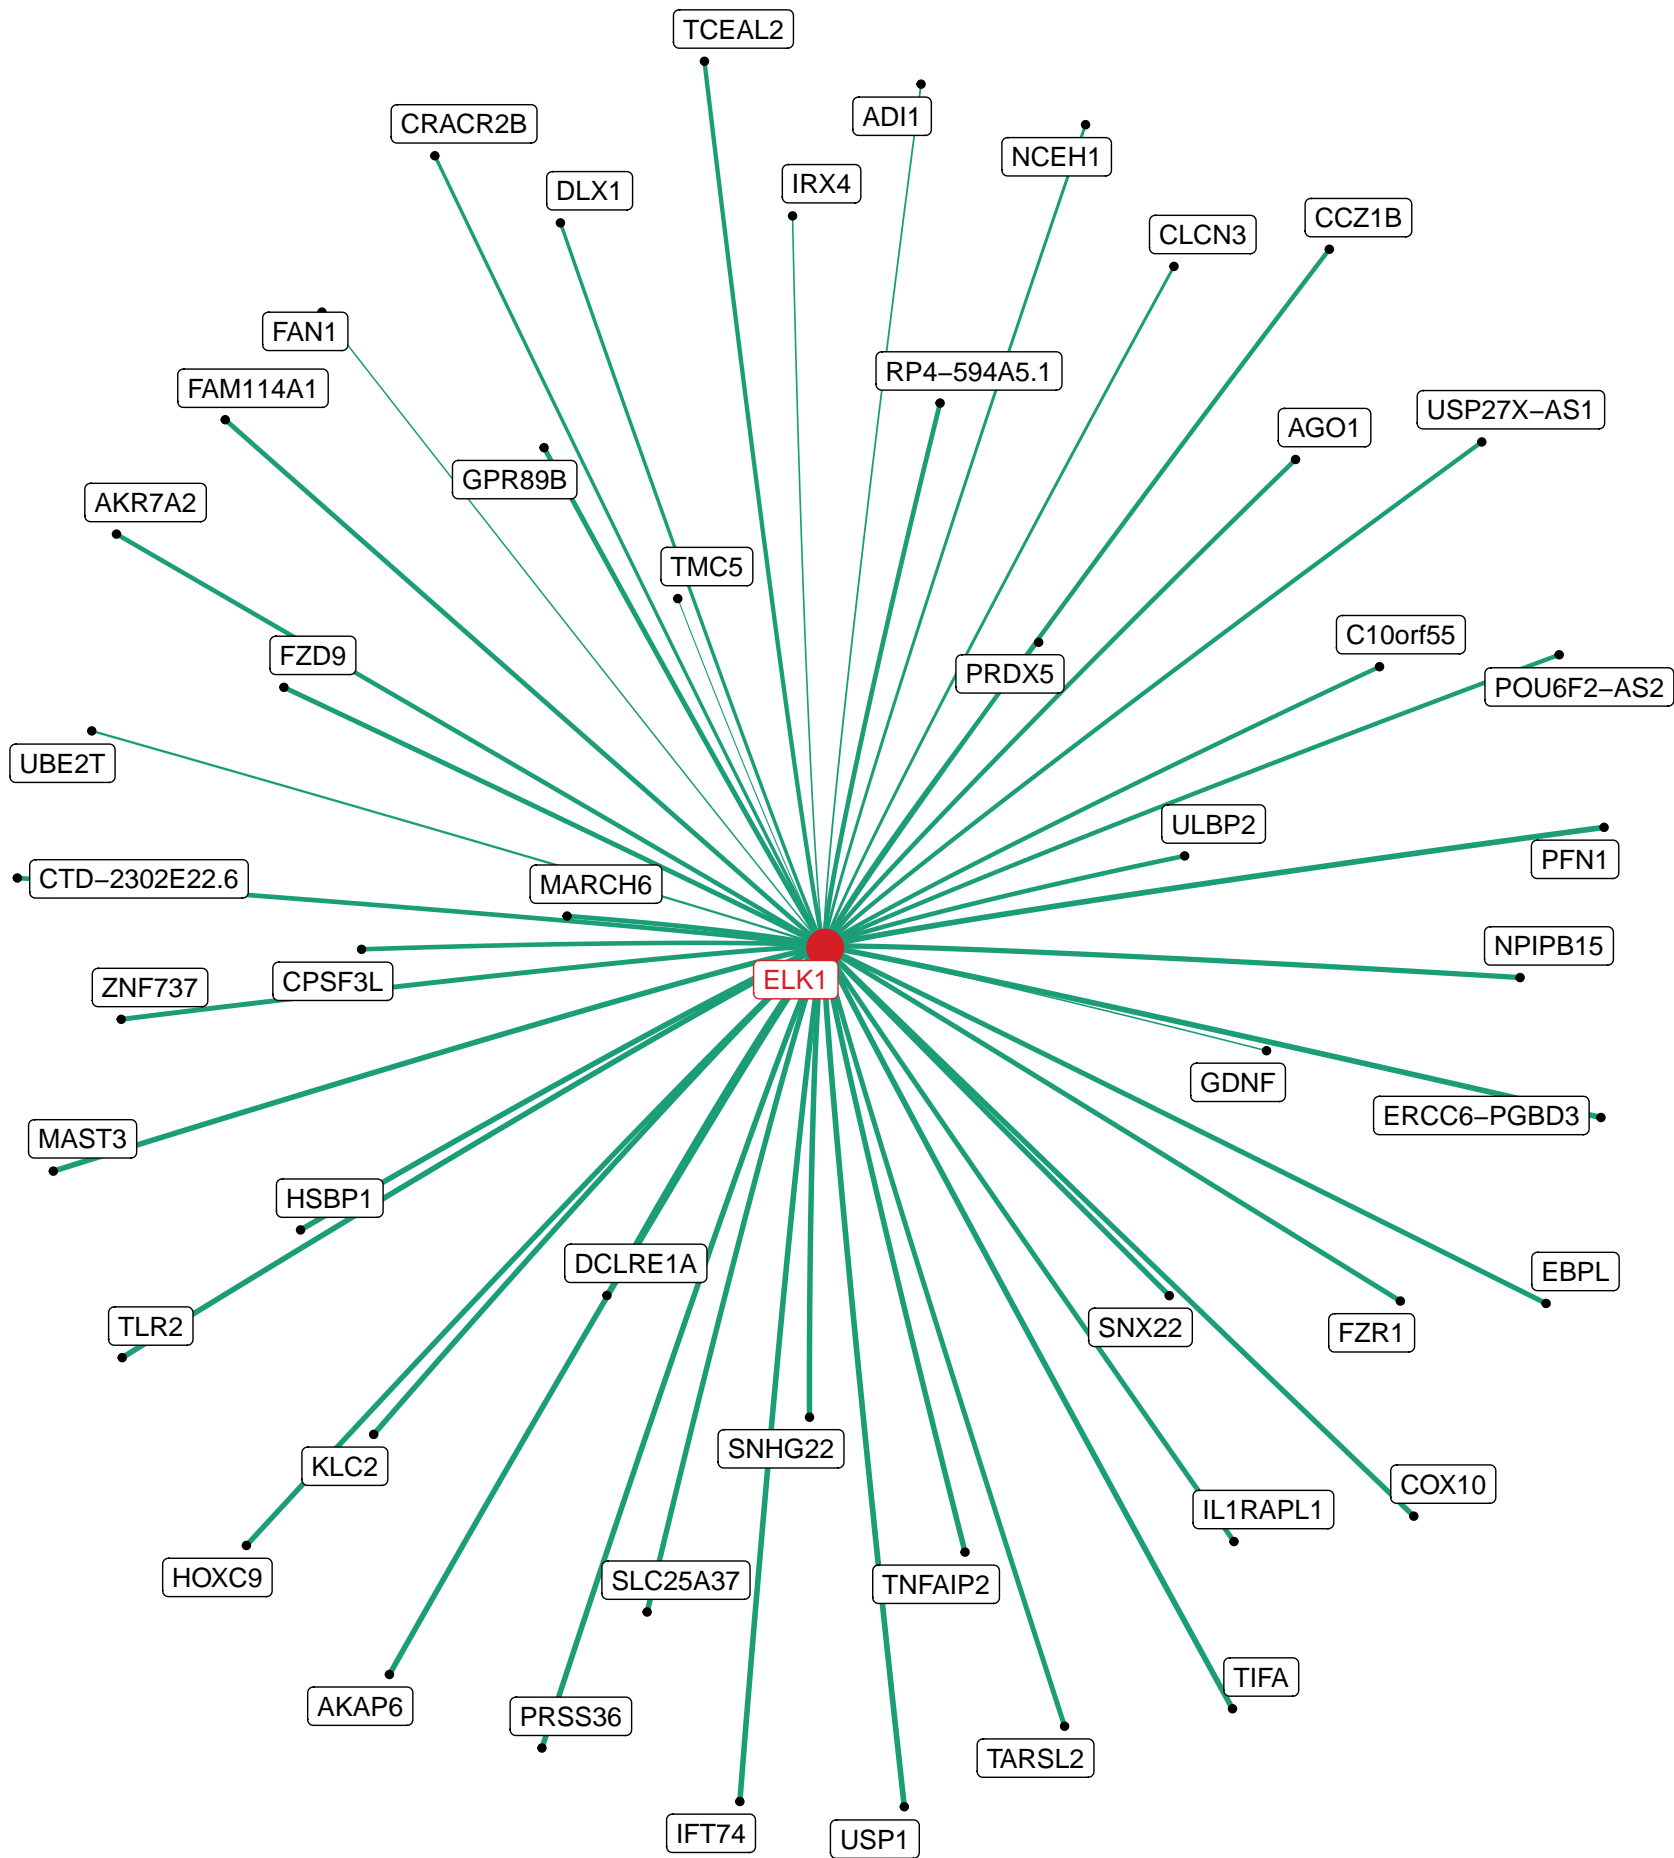 TCEAL2
ADI1
CRACR2B
NCEH1
IRX4
DLX1
CCZ1B
CLCN3
FAN1
RP4−594A5.1
FAM114A1
USP27X−AS1
AGO1
GPR89B
AKR7A2
TMC5
C10orf55
FZD9
PRDX5
POU6F2−AS2
UBE2T
ULBP2
PFN1
CTD−2302E22.6
MARCH6
NPIPB15
ELK1
CPSF3L
ZNF737
GDNF
ERCC6−PGBD3
MAST3
HSBP1
DCLRE1A
EBPL
TLR2
SNX22
FZR1
SNHG22
KLC2
COX10
IL1RAPL1
HOXC9
SLC25A37
TNFAIP2
TIFA
AKAP6
PRSS36
TARSL2
IFT74
USP1